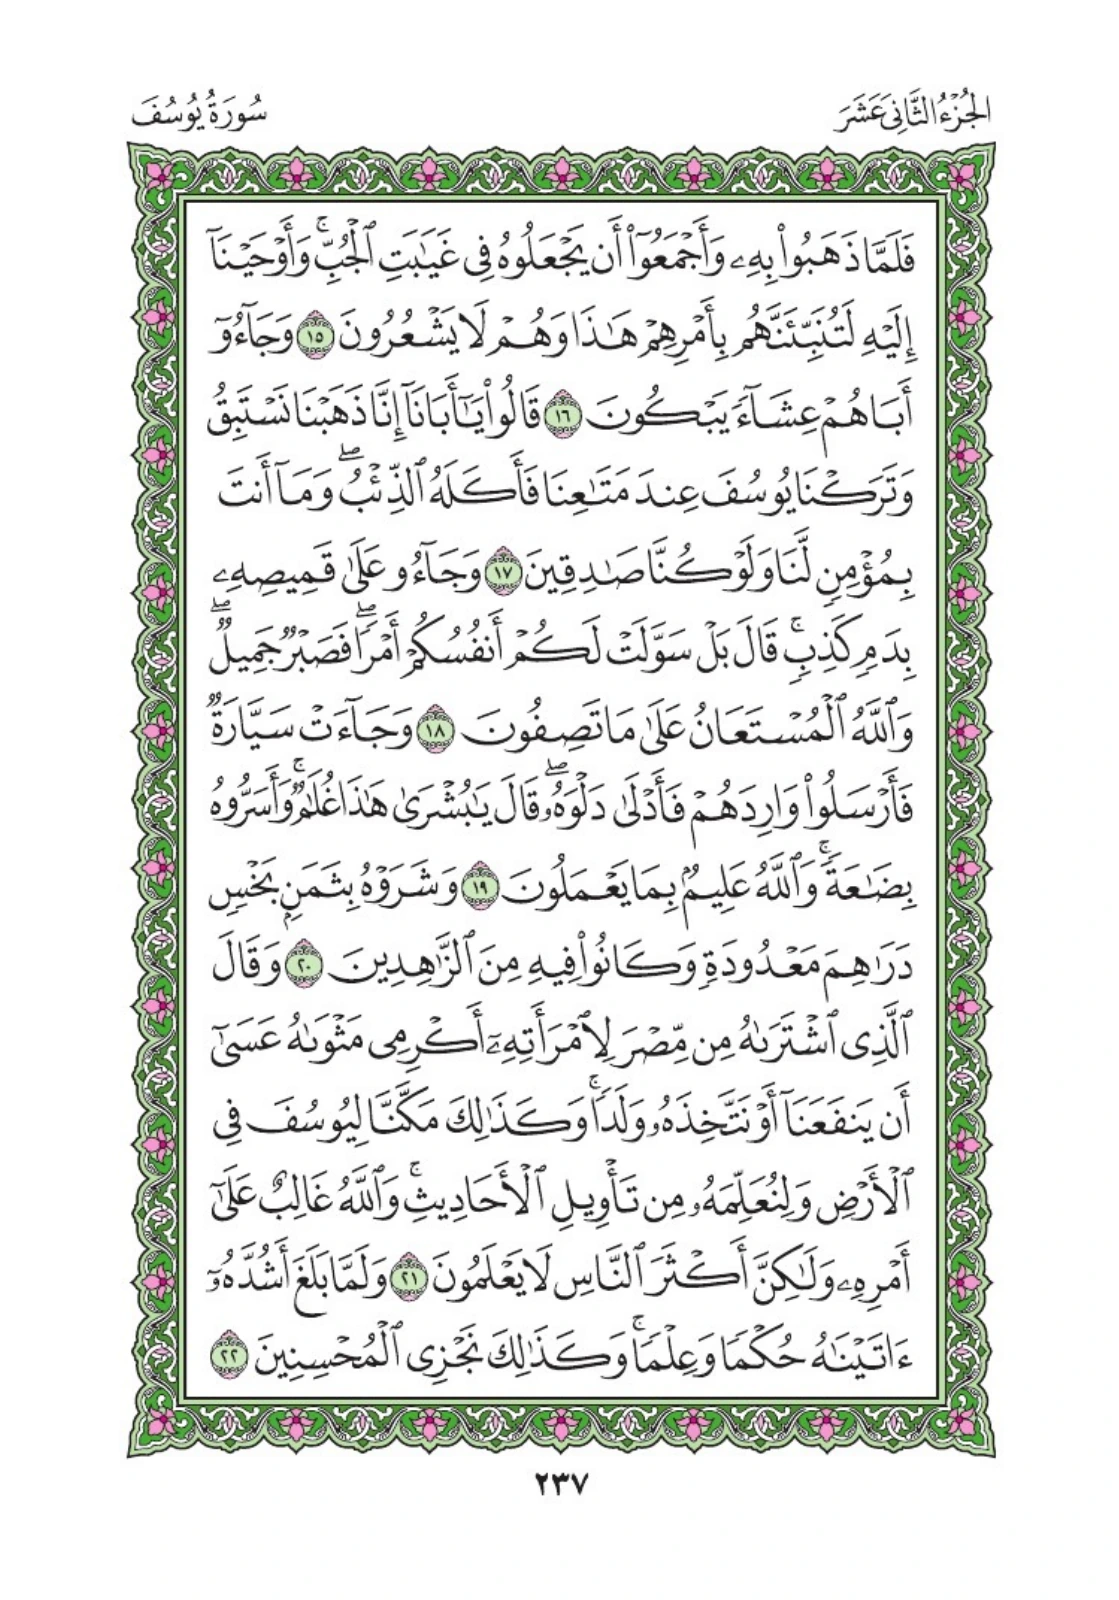 الجُزْءُ الثَّانِي عَشَرَ
سُورَةُ يُوسُفَ
فَلَمَّا ذَهَبُوا۟ بِهِۦ وَأَجْمَعُوٓا۟ أَن يَجْعَلُوهُ فِى غَيَـٰبَتِ ٱلْجُبِّ ۚ وَأَوْحَيْنَآ
إِلَيْهِ لَتُنَبِّئَنَّهُم بِأَمْرِهِمْ هَـٰذَا وَهُمْ لَا يَشْعُرُونَ ١٥ وَجَآءُوٓ
أَبَاهُمْ عِشَآءً يَبْكُونَ ١٦ قَالُوا۟ يَـٰٓأَبَانَآ إِنَّا ذَهَبْنَا نَسْتَبِقُ
وَتَرَكْنَا يُوسُفَ عِندَ مَتَـٰعِنَا فَأَكَلَهُ ٱلذِّئْبُ ۖ وَمَآ أَنتَ
بِمُؤْمِنٍ لَّنَا وَلَوْ كُنَّا صَـٰدِقِينَ ١٧ وَجَآءُو عَلَىٰ قَمِيصِهِۦ
بِدَمٍ كَذِبٍ ۚ قَالَ بَلْ سَوَّلَتْ لَكُمْ أَنفُسُكُمْ أَمْرًا ۖ فَصَبْرٌ جَمِيلٌ ۖ
وَٱللَّهُ ٱلْمُسْتَعَانُ عَلَىٰ مَا تَصِفُونَ ١٨ وَجَآءَتْ سَيَّارَةٌ
فَأَرْسَلُوا۟ وَارِدَهُمْ فَأَدْلَىٰ دَلْوَهُۥ ۖ قَالَ يَـٰبُشْرَىٰ هَـٰذَا غُلَـٰمٌ ۚ وَأَسَرُّوهُ
بِضَـٰعَةً ۚ وَٱللَّهُ عَلِيمٌۢ بِمَا يَعْمَلُونَ ١٩ وَشَرَوْهُ بِثَمَنٍۭ بَخْسٍ
دَرَٰهِمَ مَعْدُودَةٍ وَكَانُوا۟ فِيهِ مِنَ ٱلزَّٰهِدِينَ ٢٠ وَقَالَ
ٱلَّذِى ٱشْتَرَىٰهُ مِن مِّصْرَ لِٱمْرَأَتِهِۦٓ أَكْرِمِى مَثْوَىٰهُ عَسَىٰٓ
أَن يَنفَعَنَآ أَوْ نَتَّخِذَهُۥ وَلَدًا ۚ وَكَذَٰلِكَ مَكَّنَّا لِيُوسُفَ فِى
ٱلْأَرْضِ وَلِنُعَلِّمَهُۥ مِن تَأْوِيلِ ٱلْأَحَادِيثِ ۚ وَٱللَّهُ غَالِبٌ عَلَىٰٓ
أَمْرِهِۦ وَلَـٰكِنَّ أَكْثَرَ ٱلنَّاسِ لَا يَعْلَمُونَ ٢١ وَلَمَّا بَلَغَ أَشُدَّهُۥٓ
ءَاتَيْنَـٰهُ حُكْمًا وَعِلْمًا ۚ وَكَذَٰلِكَ نَجْزِى ٱلْمُحْسِنِينَ ٢٢
٢٣٧